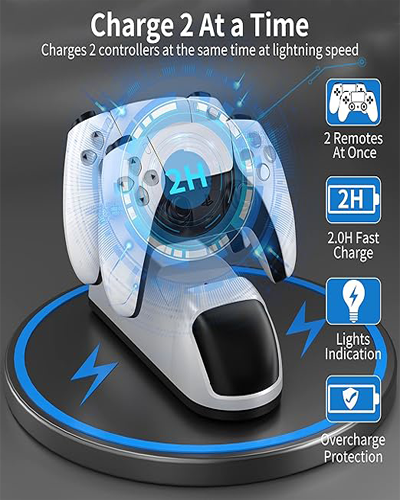 Charge 2 At a Time
Charges 2 controllers at the same time at lightning speed
2 Remotes
At Once
2H
2H
2.0H Fast
Charge
Lights
Indication
Overcharge
Protection